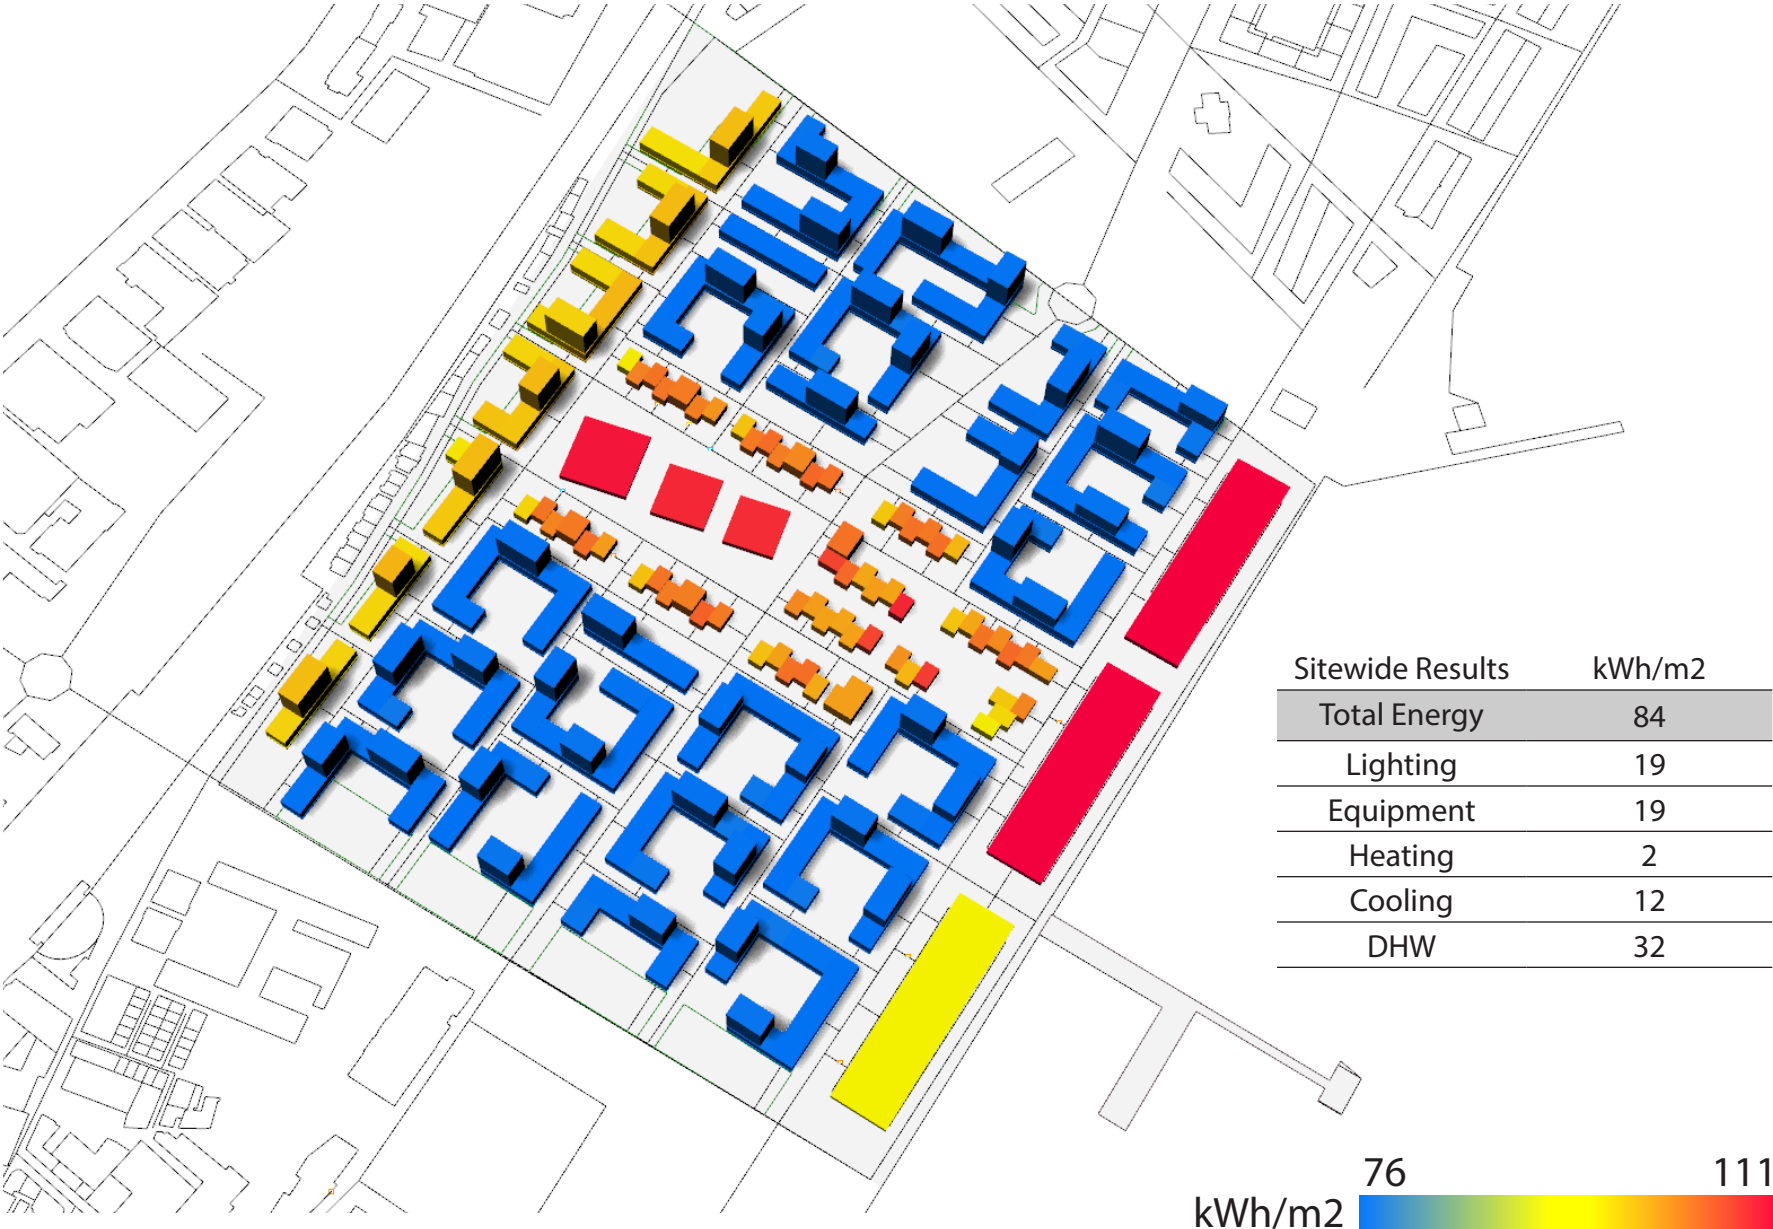 Sitewide Results kWh/m2
Total Energy 84
Lighting 19
Equipment 19
Heating 2
Cooling 12
DHW 32
76 111
kWh/m2